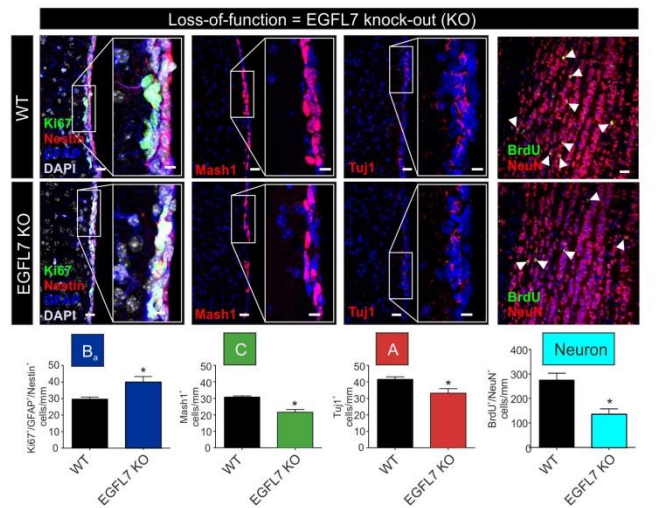 Loss-of-function = EGFL7 knock-out (KO)
WT
Ki67
Nestin
GFAP
DAPI
Mash1
Tuj1
BrdU
NeuN
EGFL7 KO
Ki67
Nestin
GFAP
DAPI
Mash1
Tuj1
BrdU
NeuN
Ba
Ki67+/GFAP+/Nestin+
cells/mm
50
40
30
20
10
0
*
WT
EGFL7 KO
C
Mash1+
cells/mm
50
40
30
20
10
0
*
WT
EGFL7 KO
A
Tuj1+
cells/mm
50
40
30
20
10
0
*
WT
EGFL7 KO
Neuron
BrdU+/NeuN+
cells/mm
400
300
200
100
0
*
WT
EGFL7 KO